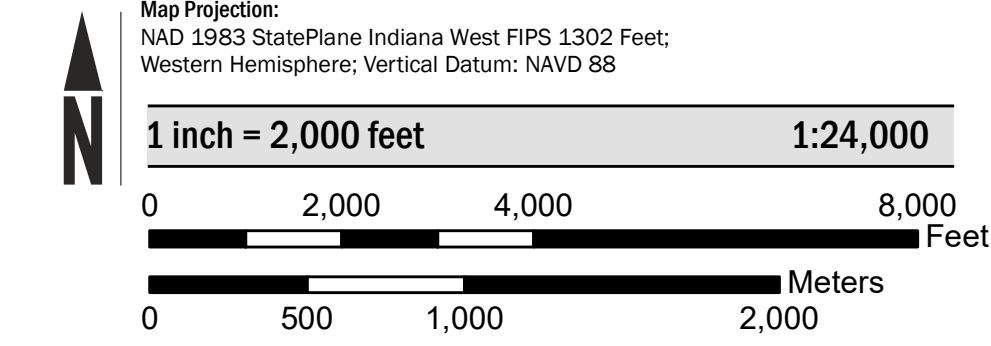 Map Projection:
NAD 1983 StatePlane Indiana West FIPS 1302 Feet;
Western Hemisphere; Vertical Datum: NAVD 88
N
1 inch = 2,000 feet 1:24,000
0 2,000 4,000 8,000
Feet
Meters
0 500 1,000 2,000